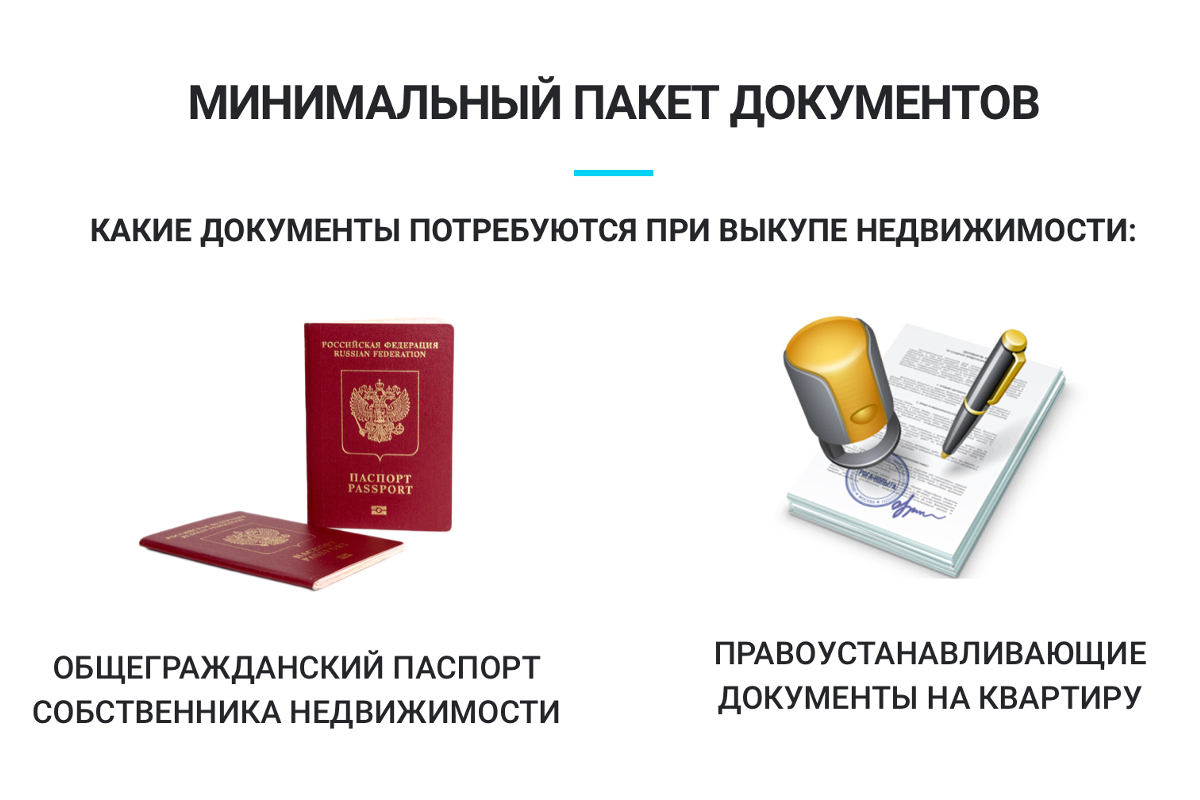 МИНИМАЛЬНЫЙ ПАКЕТ ДОКУМЕНТОВ
КАКИЕ ДОКУМЕНТЫ ПОТРЕБУЮТСЯ ПРИ ВЫКУПЕ НЕДВИЖИМОСТИ:
РОССИЙСКАЯ ФЕДЕРАЦИЯ
RUSSIAN FEDERATION
ПАСПОРТ
PASSPORT
ОБЩЕГРАЖДАНСКИЙ ПАСПОРТ
СОБСТВЕННИКА НЕДВИЖИМОСТИ
ПРАВОУСТАНАВЛИВАЮЩИЕ
ДОКУМЕНТЫ НА КВАРТИРУ